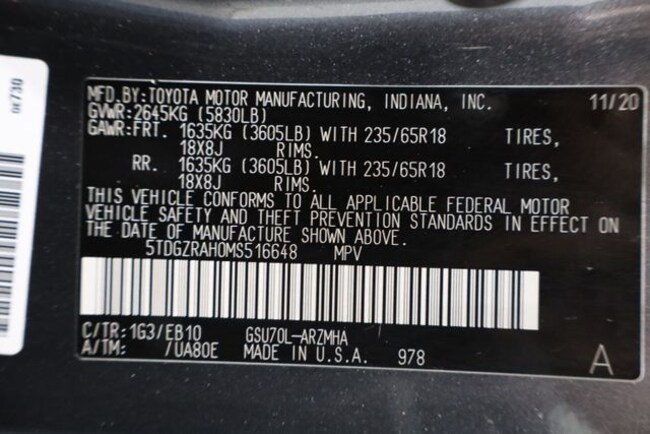 MFD.BY:TOYOTA MOTOR MANUFACTURING, INDIANA, INC. 11/20
GVWR:2645KG (5830LB)
GAWR:FRT. 1635KG (3605LB) WITH 235/65R18 TIRES,
18X8J RIMS.
RR. 1635KG (3605LB) WITH 235/65R18 TIRES,
18X8J RIMS.
THIS VEHICLE CONFORMS TO ALL APPLICABLE FEDERAL MOTOR
VEHICLE SAFETY AND THEFT PREVENTION STANDARDS IN EFFECT ON
THE DATE OF MANUFACTURE SHOWN ABOVE.
5TDGZRAH0MS516648 MPV
C/TR:1G3/EB10 GSU70L-ARZMHA
A/TM: /UA80E MADE IN U.S.A. 978 A